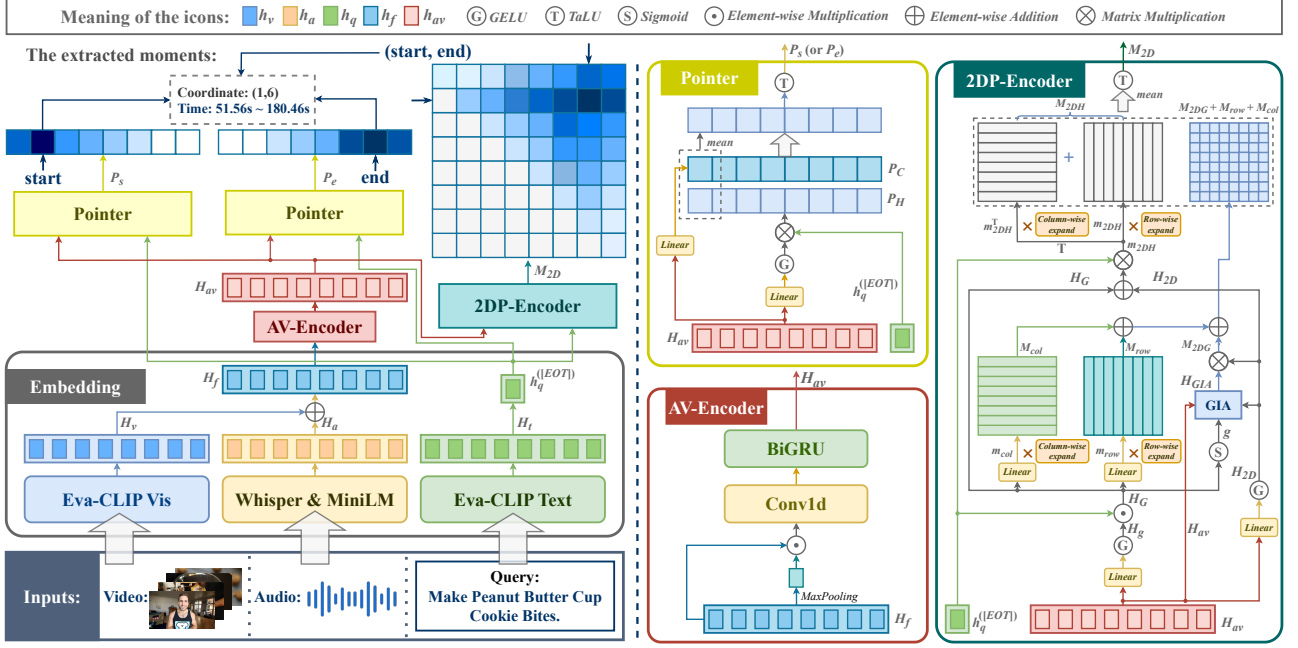 Meaning of the icons: h_v h_a h_q h_f h_av G GELU T TaLU S Sigmoid Element-wise Multiplication Element-wise Addition Matrix Multiplication
The extracted moments:
(start, end)
Coordinate: (1,6)
Time: 51.56s ~ 180.46s
start
P_s
P_e
end
Pointer
Pointer
M_2D
H_av
AV-Encoder
2DP-Encoder
Embedding
H_f
h_q^([EOT])
H_v
H_a
H_t
Eva-CLIP Vis
Whisper & MiniLM
Eva-CLIP Text
Inputs:
Video:
Audio:
Query:
Make Peanut Butter Cup
Cookie Bites.
P_s (or P_e)
Pointer
T
mean
P_C
P_H
Linear
G
Linear
h_q^([EOT])
H_av
H_av
AV-Encoder
BiGRU
Conv1d
MaxPooling
H_f
M_2D
2DP-Encoder
T
mean
M_2DH
M_2DG + M_row + M_col
+
m_2DH^T
Column-wise
expand
m_2DH
Row-wise
expand
T
m_2DH
H_G
H_2D
M_col
M_row
M_2DG
H_GIA
GIA
g
S
m_col
Column-wise
expand
m_row
Row-wise
expand
Linear
Linear
H_2D
G
H_G
H_g
H_av
Linear
G
Linear
h_q^([EOT])
H_av